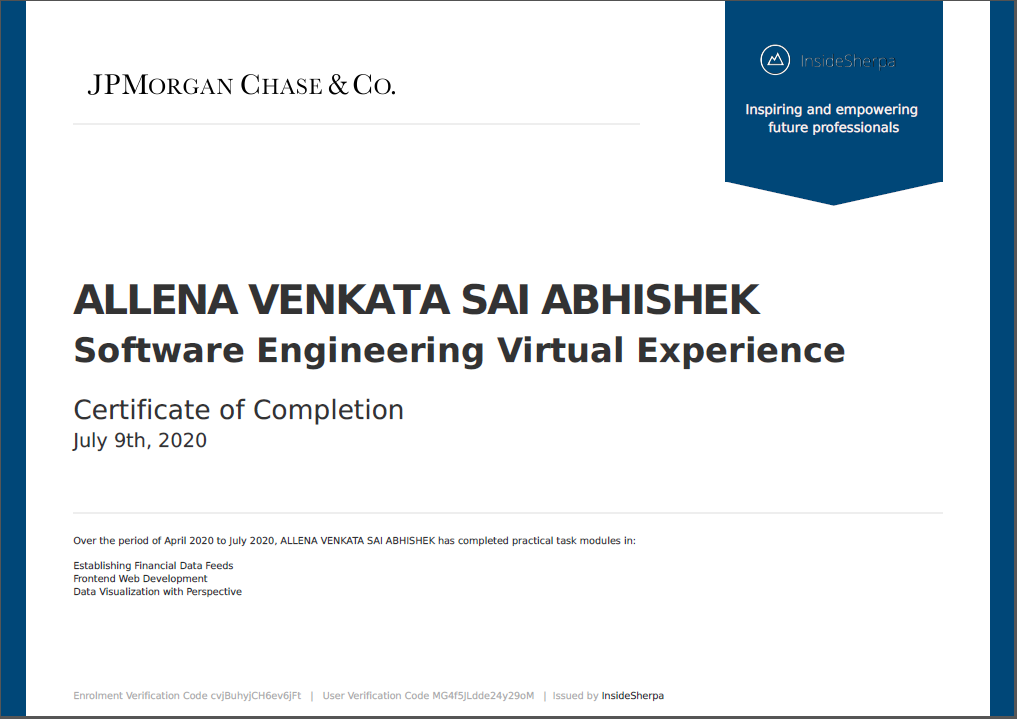 JPMORGAN CHASE & CO.
InsideSherpa
Inspiring and empowering
future professionals
ALLENA VENKATA SAI ABHISHEK
Software Engineering Virtual Experience
Certificate of Completion
July 9th, 2020
Over the period of April 2020 to July 2020, ALLENA VENKATA SAI ABHISHEK has completed practical task modules in:
Establishing Financial Data Feeds
Frontend Web Development
Data Visualization with Perspective
Enrolment Verification Code cvjBuhyjCH6ev6jFt | User Verification Code MG4f5JLdde24y29oM | Issued by InsideSherpa